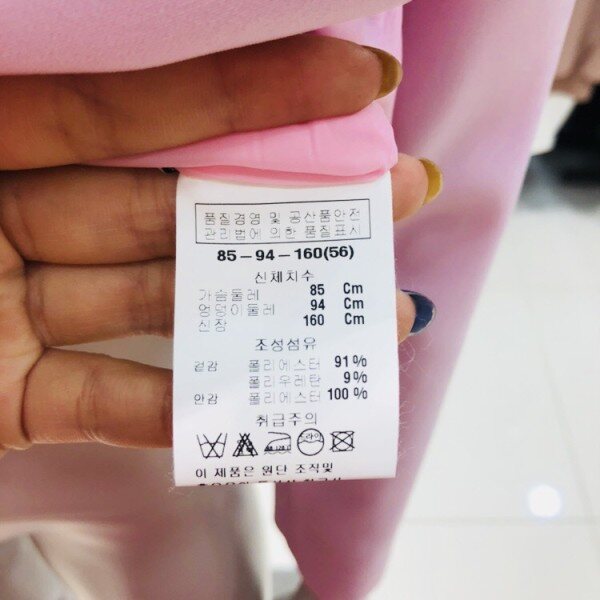 품질경영 및 공산품안전
관리법에 의한 품질표시
85-94-160(56)
신체치수
가슴둘레 85 Cm
엉덩이둘레 94 Cm
신장 160 Cm
조성섬유
겉감 폴리에스터 91%
폴리우레탄 9%
안감 폴리에스터 100%
취급주의
드라이
이 제품은 원단 조직및